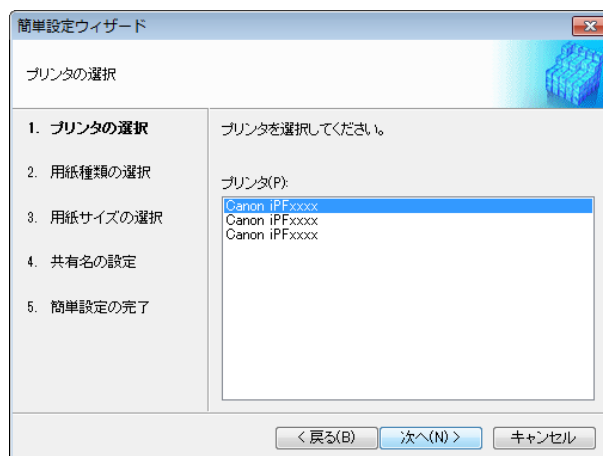 簡単設定ウィザード
プリンタの選択
1. プリンタの選択
2. 用紙種類の選択
3. 用紙サイズの選択
4. 共有名の設定
5. 簡単設定の完了
プリンタを選択してください。
プリンタ(P):
Canon iPFxxxx
Canon iPFxxxx
Canon iPFxxxx
< 戻る(B)
次へ(N) >
キャンセル